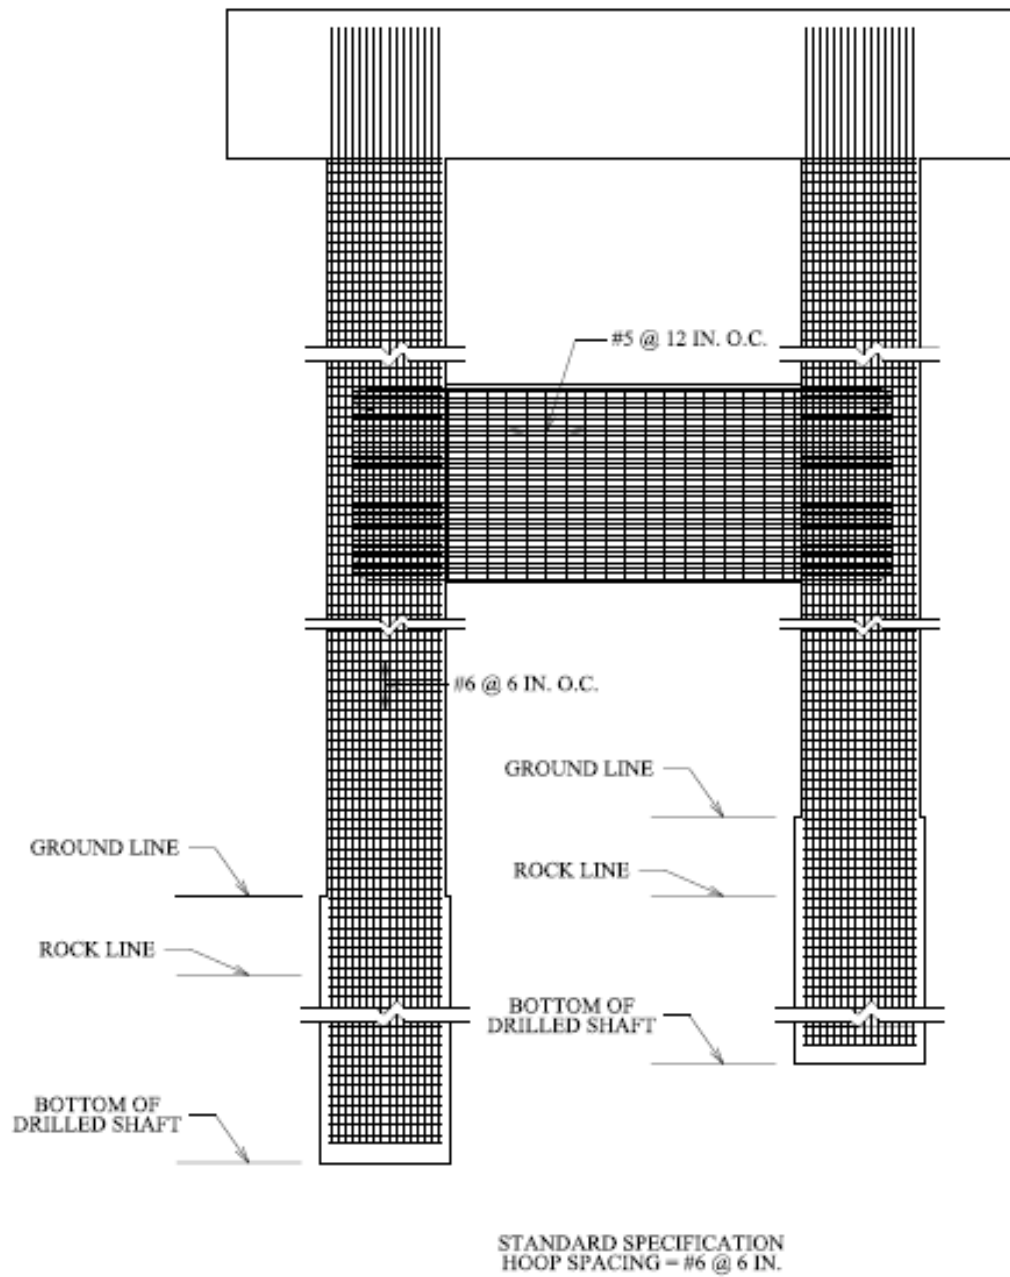 #5 @ 12 IN. O.C.
#6 @ 6 IN. O.C.
GROUND LINE
GROUND LINE
ROCK LINE
ROCK LINE
BOTTOM OF
DRILLED SHAFT
BOTTOM OF
DRILLED SHAFT
STANDARD SPECIFICATION
HOOP SPACING = #6 @ 6 IN.